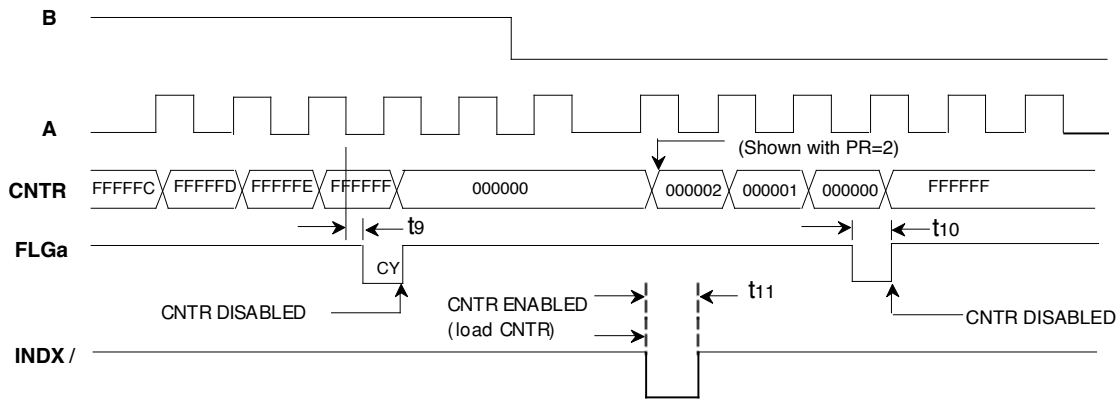 B
A
(Shown with PR=2)
CNTR
FFFFFC FFFFFD FFFFFE FFFFFF 000000 000002 000001 000000 FFFFFF
t9
t10
FLGa
CY
t11
CNTR DISABLED
CNTR ENABLED
(load CNTR)
CNTR DISABLED
INDX /